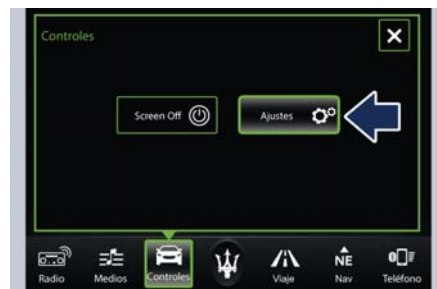 Controles
Screen Off
Ajustes
Radio
Medios
Controles
Viaje
NE
Nav
Teléfono